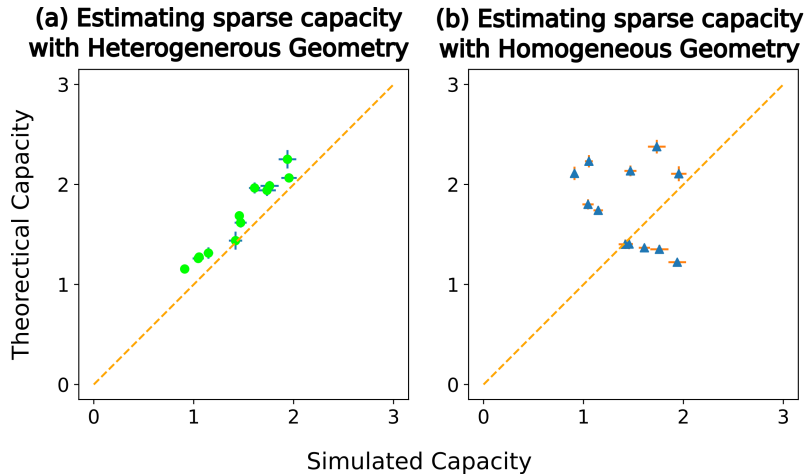 (a) Estimating sparse capacity
with Heterogenerous Geometry
(b) Estimating sparse capacity
with Homogeneous Geometry
Theorectical Capacity
3
2
1
0
0 1 2 3
3
2
1
0
0 1 2 3
Simulated Capacity